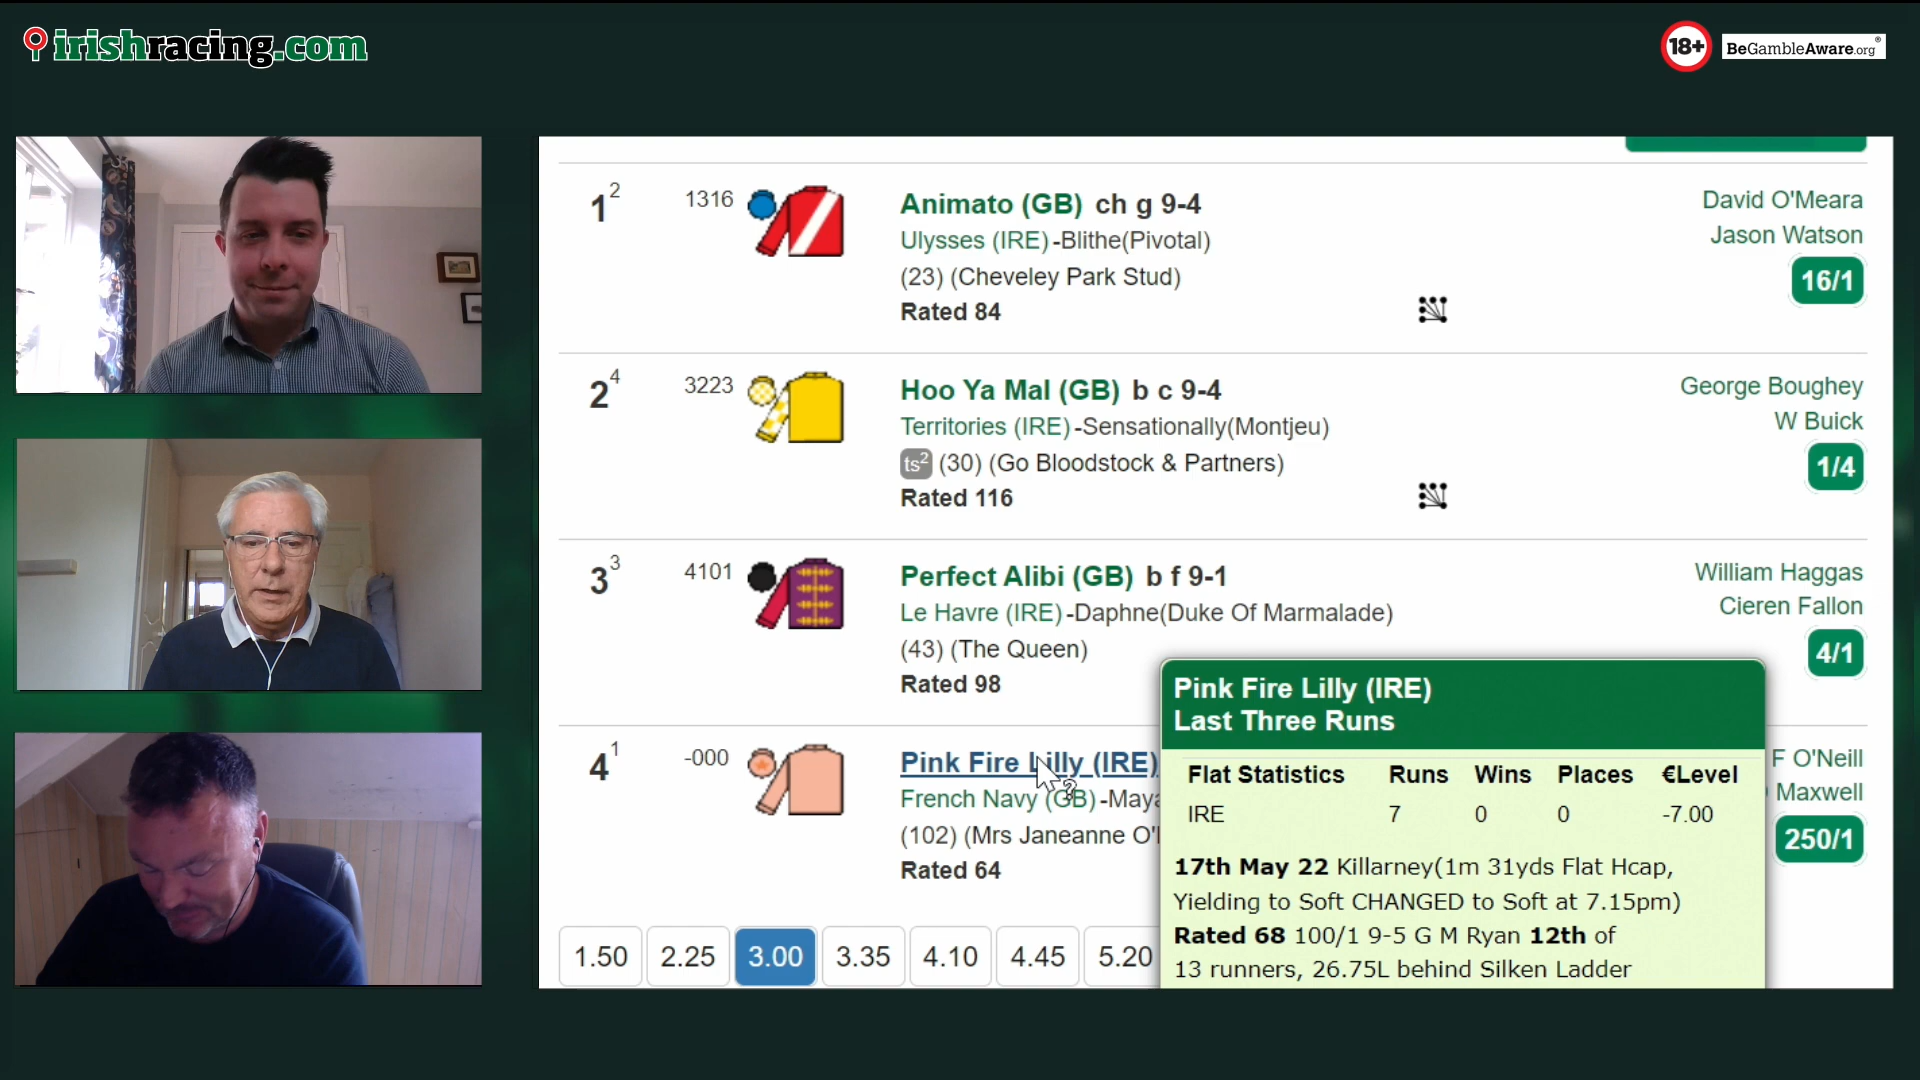 irishracing.com
18+
BeGambleAware.org®
1 2
1316
Animato (GB) ch g 9-4
Ulysses (IRE) -Blithe(Pivotal)
(23) (Cheveley Park Stud)
Rated 84
David O'Meara
Jason Watson
16/1
2 4
3223
Hoo Ya Mal (GB) b c 9-4
Territories (IRE) -Sensationally(Montjeu)
ts2 (30) (Go Bloodstock & Partners)
Rated 116
George Boughey
W Buick
1/4
3 3
4101
Perfect Alibi (GB) b f 9-1
Le Havre (IRE) -Daphne(Duke Of Marmalade)
(43) (The Queen)
Rated 98
William Haggas
Cieren Fallon
4/1
4 1
-000
Pink Fire Lilly (IRE)
French Navy (GB) -Maya
(102) (Mrs Janeanne O'
Rated 64
F O'Neill
Maxwell
250/1
Pink Fire Lilly (IRE)
Last Three Runs
Flat Statistics Runs Wins Places €Level
IRE 7 0 0 -7.00
17th May 22 Killarney(1m 31yds Flat Hcap,
Yielding to Soft CHANGED to Soft at 7.15pm)
Rated 68 100/1 9-5 G M Ryan 12th of
13 runners, 26.75L behind Silken Ladder
1.50 2.25 3.00 3.35 4.10 4.45 5.20